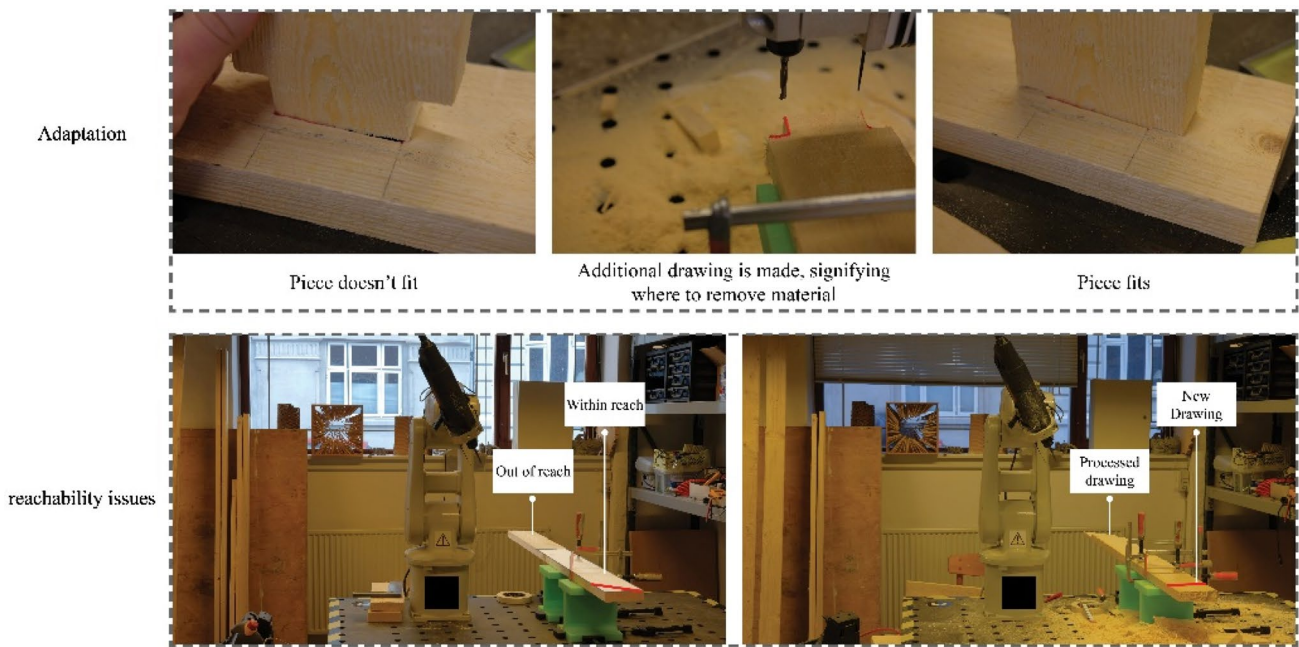 Adaptation
Piece doesn't fit
Additional drawing is made, signifying
where to remove material
Piece fits
reachability issues
Out of reach
Within reach
Processed
drawing
New
Drawing